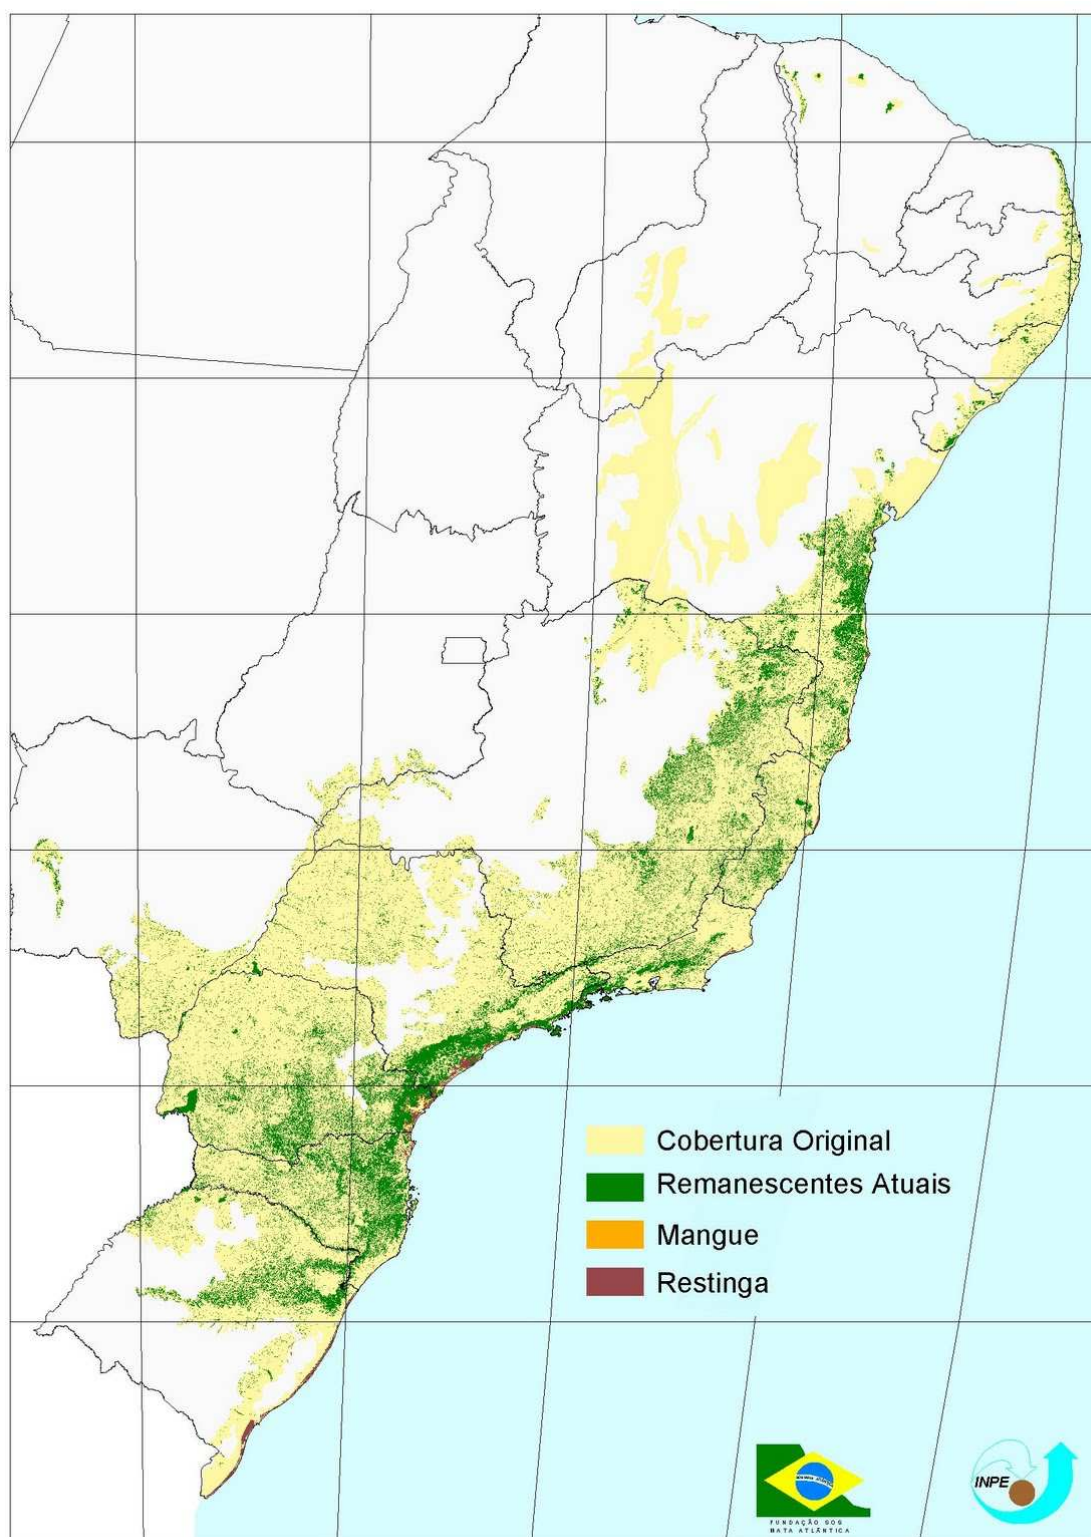 Cobertura Original
Remanescentes Atuais
Mangue
Restinga
FUNDAÇÃO SOS
MATA ATLÂNTICA
INPE